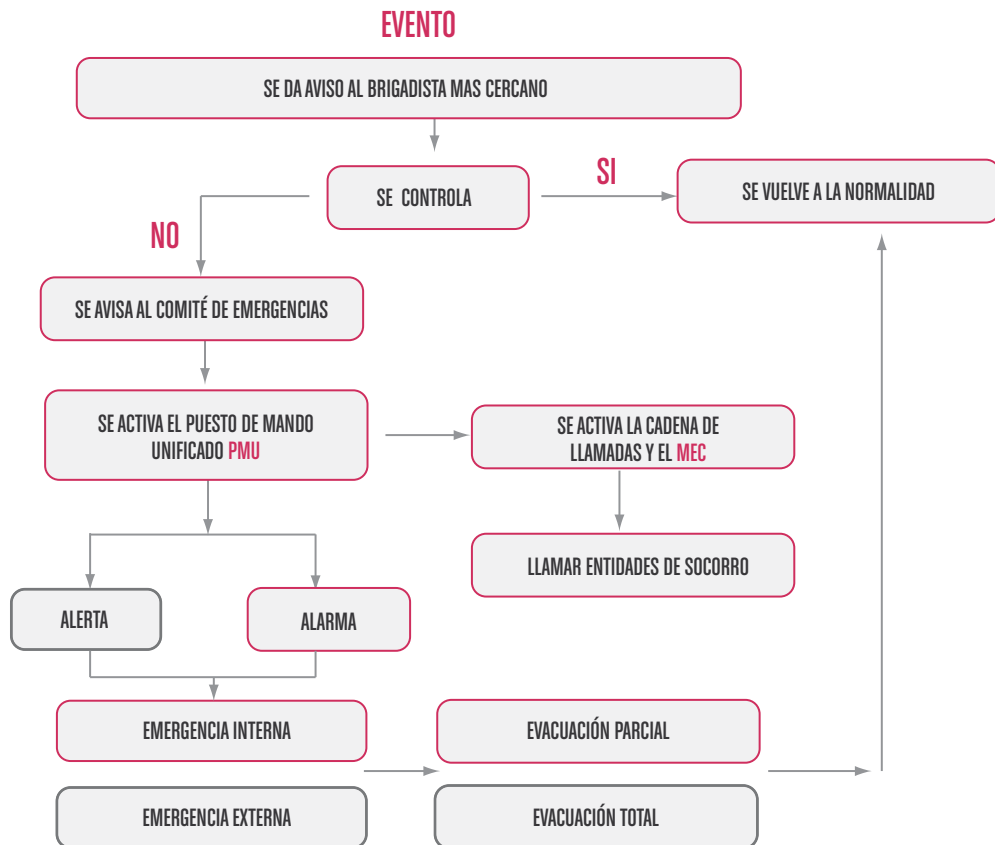 EVENTO
SE DA AVISO AL BRIGADISTA MAS CERCANO
SE CONTROLA
SI
SE VUELVE A LA NORMALIDAD
NO
SE AVISA AL COMITÉ DE EMERGENCIAS
SE ACTIVA EL PUESTO DE MANDO
UNIFICADO PMU
SE ACTIVA LA CADENA DE
LLAMADAS Y EL MEC
LLAMAR ENTIDADES DE SOCORRO
ALERTA
ALARMA
EMERGENCIA INTERNA
EVACUACIÓN PARCIAL
EMERGENCIA EXTERNA
EVACUACIÓN TOTAL